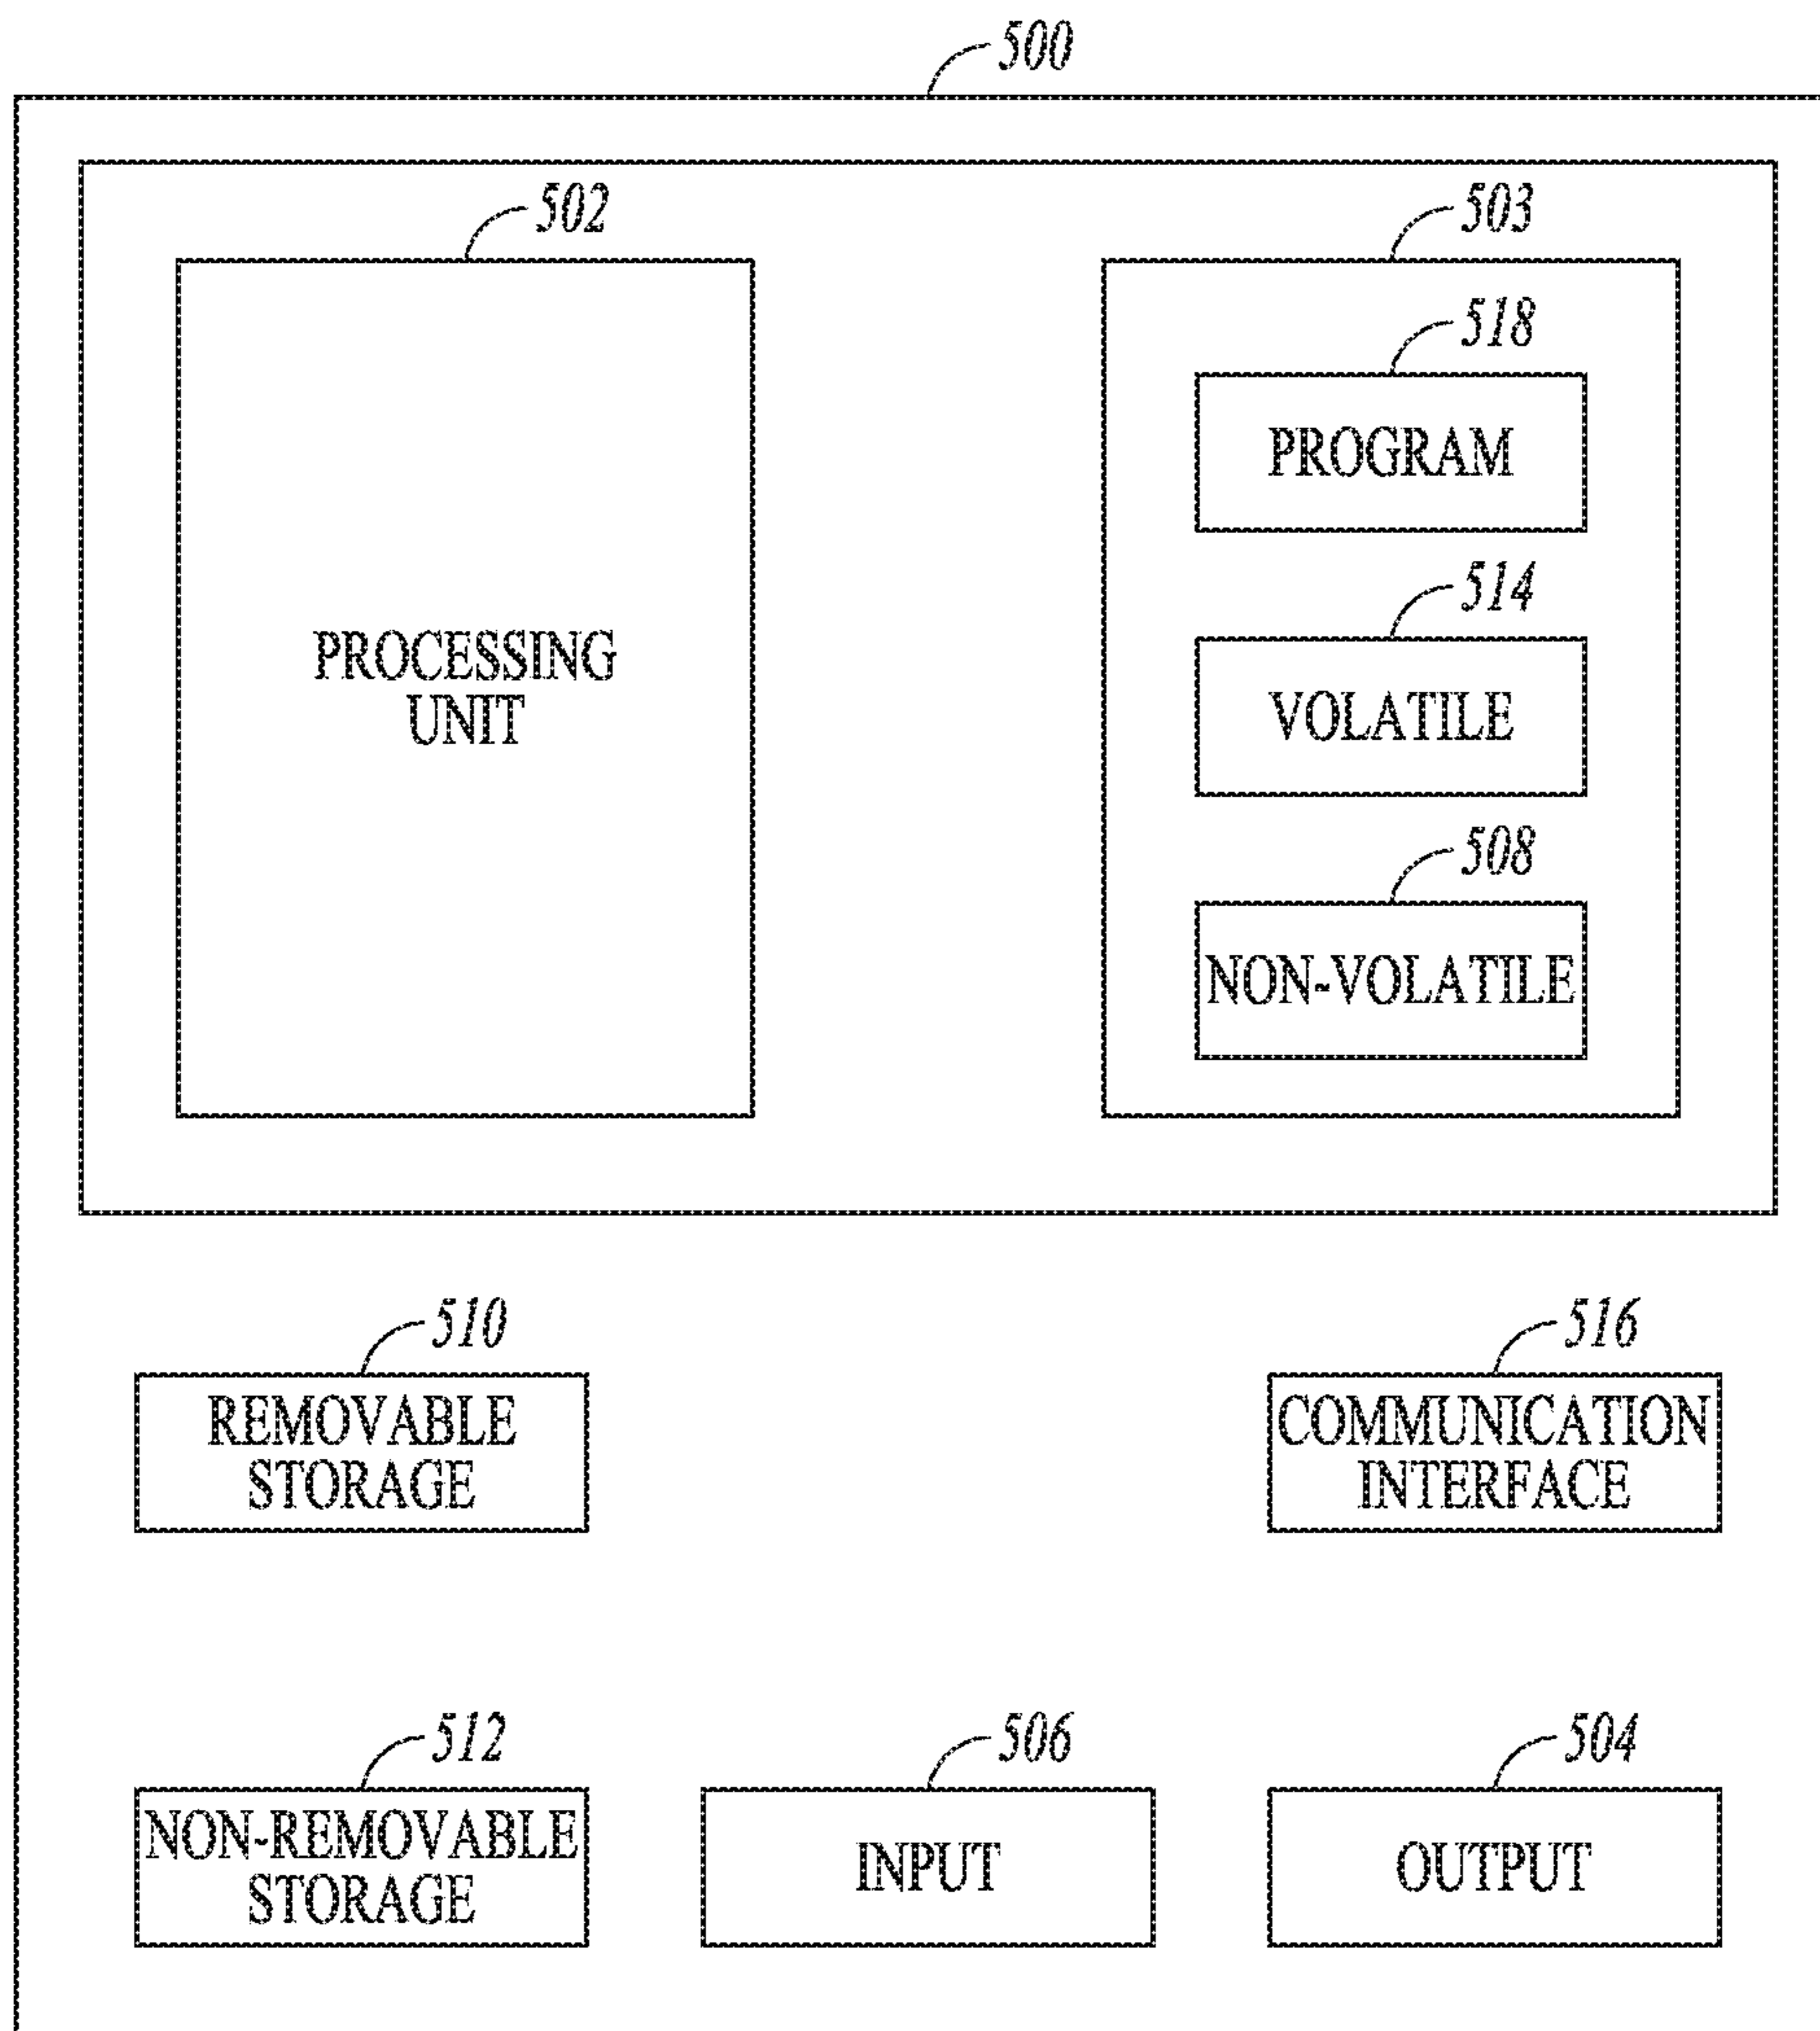 500
502
503
518
PROGRAM
PROCESSING
UNIT
514
VOLATILE
508
NON-VOLATILE
510
REMOVABLE
STORAGE
516
COMMUNICATION
INTERFACE
512
NON-REMOVABLE
STORAGE
506
INPUT
504
OUTPUT